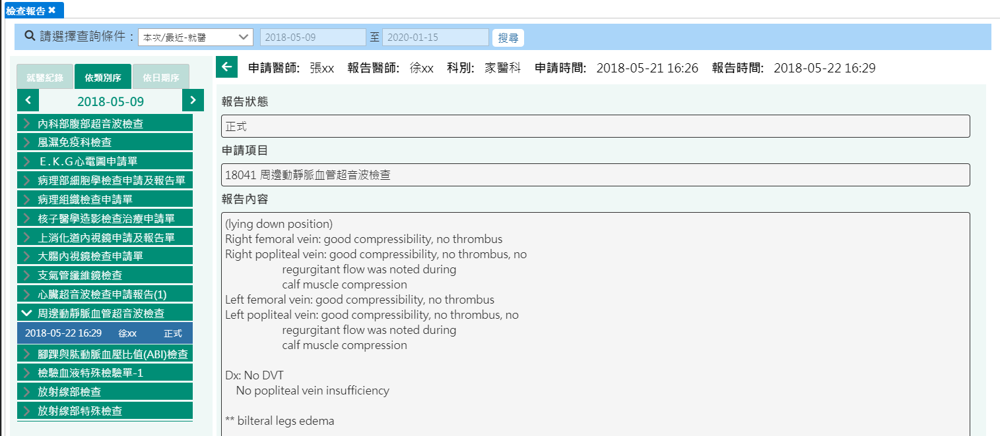 檢查報告 ✖
請選擇查詢條件： 本次/最近-就醫 2018-05-09 至 2020-01-15 搜尋
就醫紀錄 依類別序 依日期序
2018-05-09
內科部腹部超音波檢查
風濕免疫科檢查
E.K.G心電圖申請單
病理部細胞學檢查申請及報告單
病理組織檢查申請單
核子醫學造影檢查治療申請單
上消化道內視鏡申請及報告單
大腸內視鏡檢查申請單
支氣管纖維鏡檢查
心臟超音波檢查申請報告(1)
周邊動靜脈血管超音波檢查
2018-05-22 16:29 徐xx 正式
腳踝與肱動脈血壓比值(ABI)檢查
檢驗血液特殊檢驗單-1
放射線部檢查
放射線部特殊檢查
申請醫師: 張xx 報告醫師: 徐xx 科別: 家醫科 申請時間: 2018-05-21 16:26 報告時間: 2018-05-22 16:29
報告狀態
正式
申請項目
18041 周邊動靜脈血管超音波檢查
報告內容
(lying down position)
Right femoral vein: good compressibility, no thrombus
Right popliteal vein: good compressibility, no thrombus, no
regurgitant flow was noted during
calf muscle compression
Left femoral vein: good compressibility, no thrombus
Left popliteal vein: good compressibility, no thrombus, no
regurgitant flow was noted during
calf muscle compression
Dx: No DVT
No popliteal vein insufficiency
** bilteral legs edema